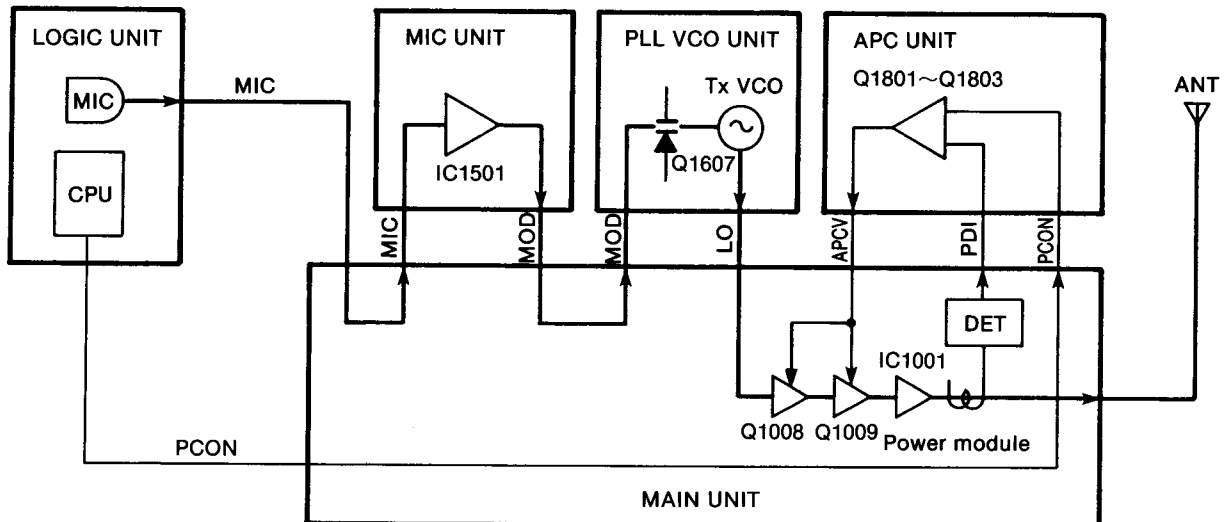 LOGIC UNIT
MIC
CPU
MIC
MIC UNIT
IC1501
PLL VCO UNIT
Tx VCO
Q1607
APC UNIT
Q1801~Q1803
ANT
MIC
MOD
MOD
LO
APCV
PDI
PCON
DET
IC1001
Q1008
Q1009
Power module
PCON
MAIN UNIT